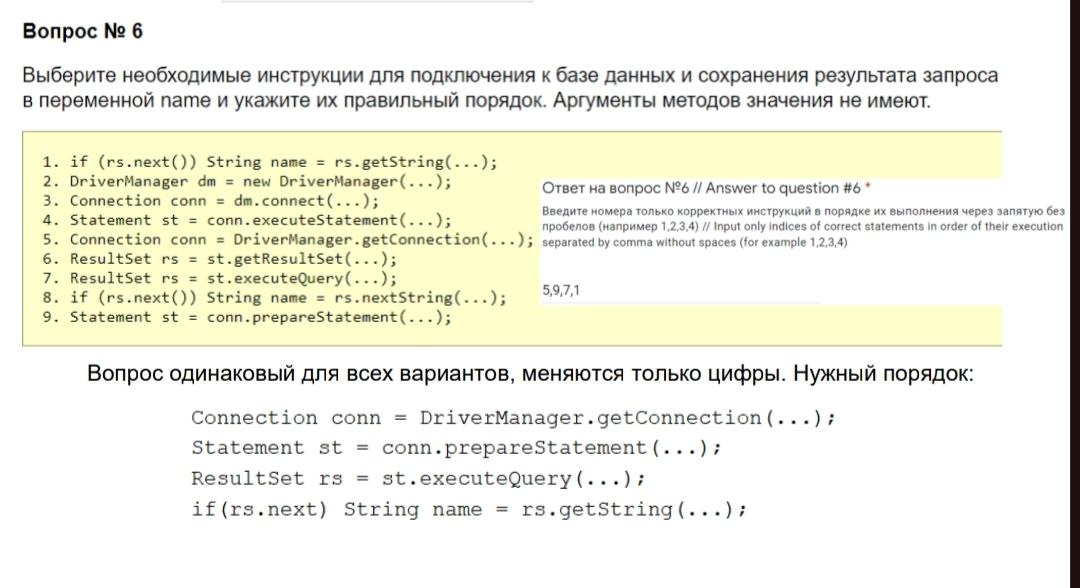 Вопрос № 6
Выберите необходимые инструкции для подключения к базе данных и сохранения результата запроса
в переменной name и укажите их правильный порядок. Аргументы методов значения не имеют.
1. if (rs.next()) String name = rs.getString(...);
2. DriverManager dm = new DriverManager(...);
3. Connection conn = dm.connect(...);
4. Statement st = conn.executeStatement(...);
5. Connection conn = DriverManager.getConnection(...);
6. ResultSet rs = st.getResultSet(...);
7. ResultSet rs = st.executeQuery(...);
8. if (rs.next()) String name = rs.nextString(...);
9. Statement st = conn.prepareStatement(...);
Ответ на вопрос №6 // Answer to question #6 *
Введите номера только корректных инструкций в порядке их выполнения через запятую без
пробелов (например 1,2,3,4) // Input only indices of correct statements in order of their execution
separated by comma without spaces (for example 1,2,3,4)
5,9,7,1
Вопрос одинаковый для всех вариантов, меняются только цифры. Нужный порядок:
Connection conn = DriverManager.getConnection(...);
Statement st = conn.prepareStatement(...);
ResultSet rs = st.executeQuery(...);
if(rs.next) String name = rs.getString(...);